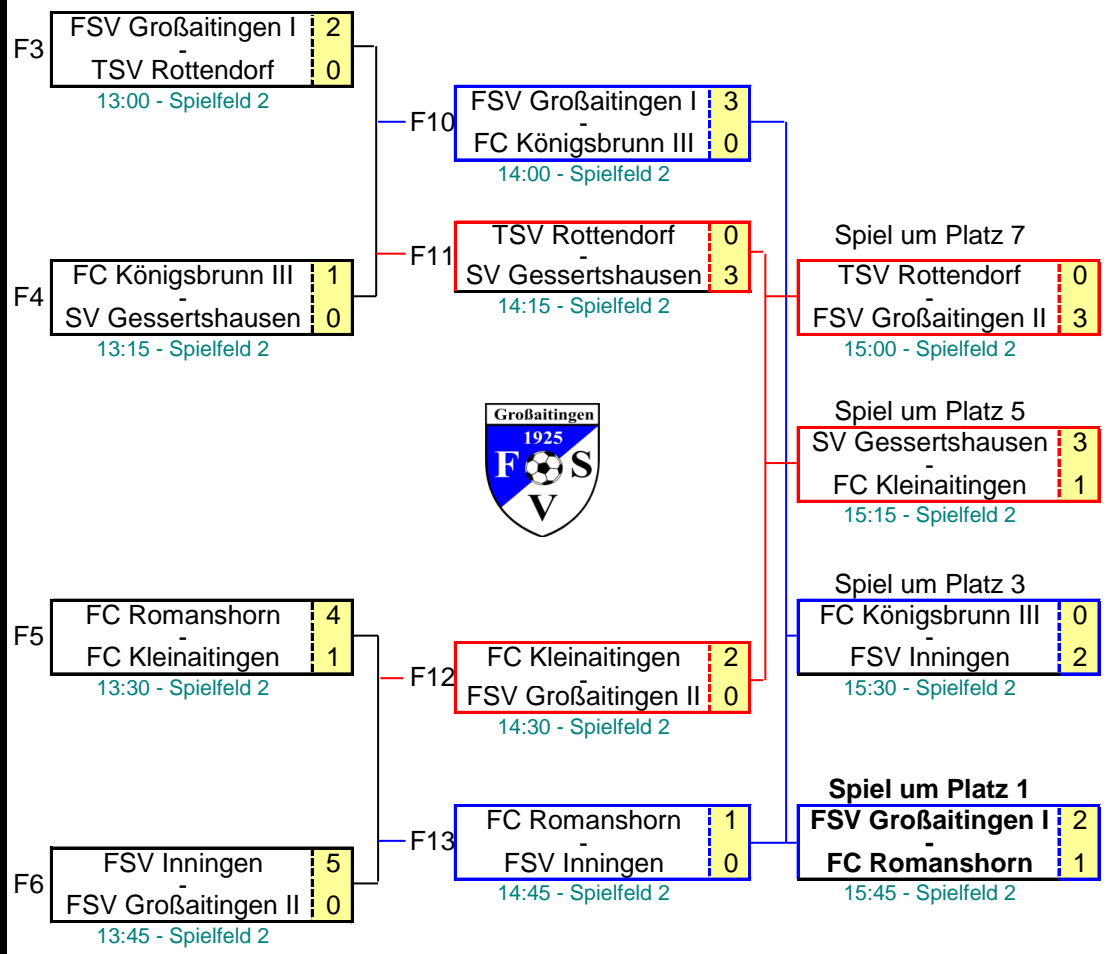 F3
FSV Großaitingen I 2
-
TSV Rottendorf 0
13:00 - Spielfeld 2
F4
FC Königsbrunn III 1
-
SV Gessertshausen 0
13:15 - Spielfeld 2
F5
FC Romanshorn 4
-
FC Kleinaitingen 1
13:30 - Spielfeld 2
F6
FSV Inningen 5
-
FSV Großaitingen II 0
13:45 - Spielfeld 2
F10
FSV Großaitingen I 3
-
FC Königsbrunn III 0
14:00 - Spielfeld 2
F11
TSV Rottendorf 0
-
SV Gessertshausen 3
14:15 - Spielfeld 2
Großaitingen
1925
F S
V
F12
FC Kleinaitingen 2
-
FSV Großaitingen II 0
14:30 - Spielfeld 2
F13
FC Romanshorn 1
-
FSV Inningen 0
14:45 - Spielfeld 2
Spiel um Platz 7
TSV Rottendorf 0
-
FSV Großaitingen II 3
15:00 - Spielfeld 2
Spiel um Platz 5
SV Gessertshausen 3
-
FC Kleinaitingen 1
15:15 - Spielfeld 2
Spiel um Platz 3
FC Königsbrunn III 0
-
FSV Inningen 2
15:30 - Spielfeld 2
Spiel um Platz 1
FSV Großaitingen I 2
-
FC Romanshorn 1
15:45 - Spielfeld 2